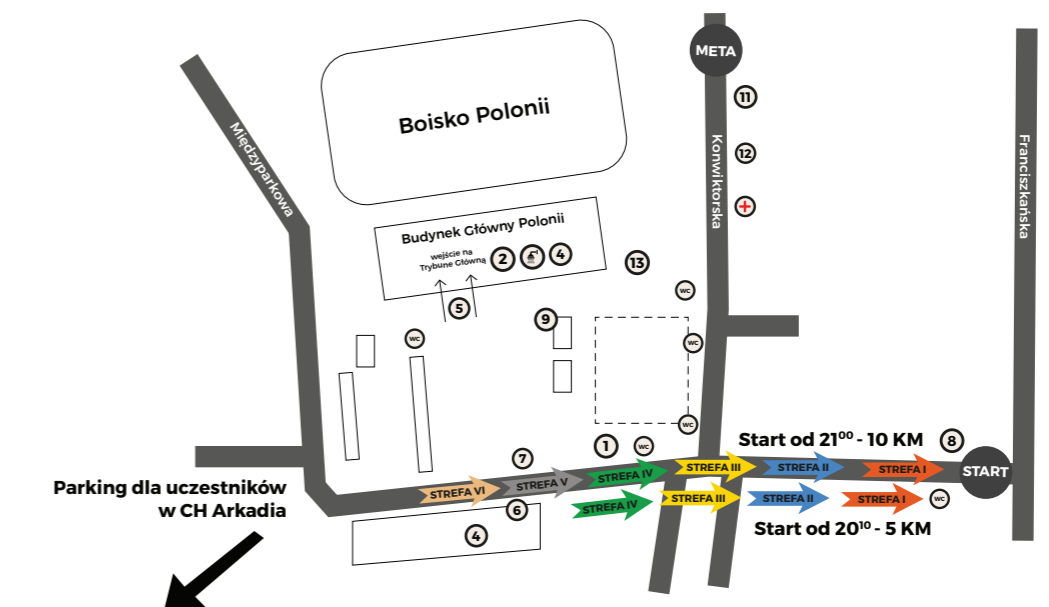 META
11
Boisko Polonii
12
Międzyparkowa
Konwiktorska
Franciszkańska
Budynek Główny Polonii
wejście na
Trybunę Główną
2
4
13
5
WC
9
WC
WC
WC
1
WC
Start od 21⁰⁰ - 10 KM
8
7
STREFA VI
STREFA V
STREFA IV
STREFA III
STREFA II
STREFA I
START
Parking dla uczestników
w CH Arkadia
6
STREFA IV
STREFA III
STREFA II
STREFA I
WC
4
Start od 20¹⁰ - 5 KM